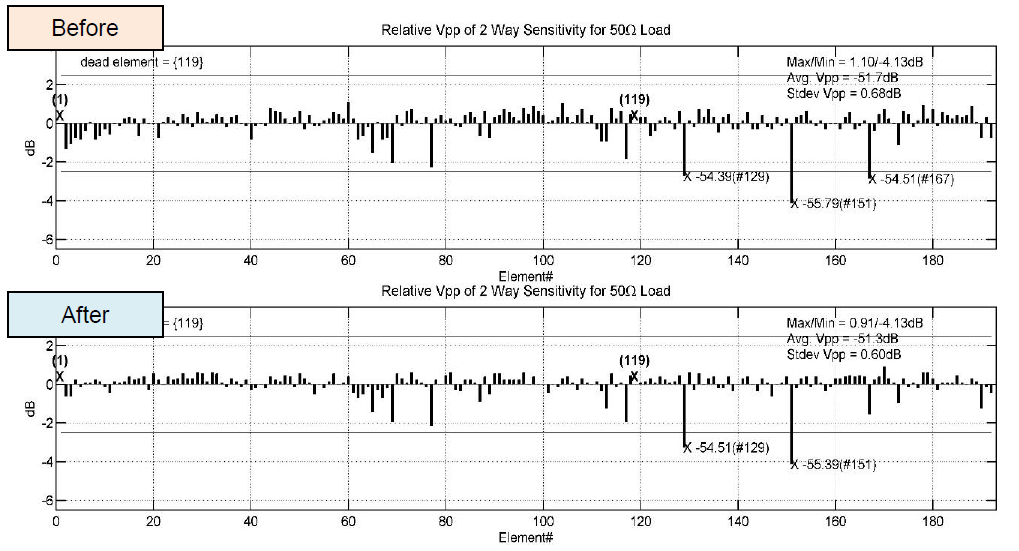 Before
Relative Vpp of 2 Way Sensitivity for 50Ω Load
dead element = {119}
Max/Min = 1.10/-4.13dB
Avg. Vpp = -51.7dB
Stdev Vpp = 0.68dB
(1)
(119)
X
X
X -54.39(#129)
X -55.79(#151)
X -54.51(#167)
2
0
-2
-4
-6
dB
0 20 40 60 80 100 120 140 160 180
Element#
After
Relative Vpp of 2 Way Sensitivity for 50Ω Load
= {119}
Max/Min = 0.91/-4.13dB
Avg. Vpp = -51.3dB
Stdev Vpp = 0.60dB
(1)
(119)
X
X
X -54.51(#129)
X -55.39(#151)
2
0
-2
-4
-6
dB
0 20 40 60 80 100 120 140 160 180
Element#